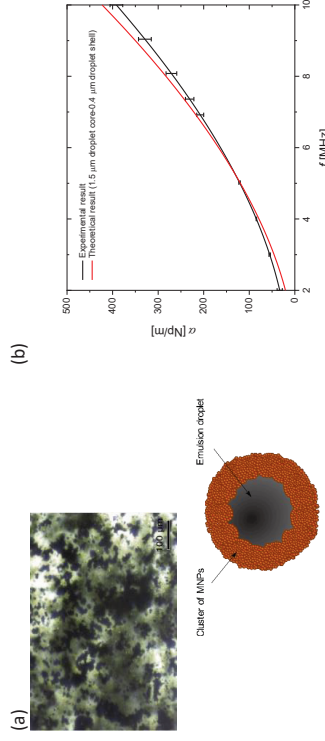 (a)
100 µm
Cluster of MNPs
Emulsion droplet
(b)
Experimental result
Theoretical result (1.5 µm droplet core-0.4 µm droplet shell)
α [Np/m]
500
400
300
200
100
0
2
4
6
8
10
f [MHz]